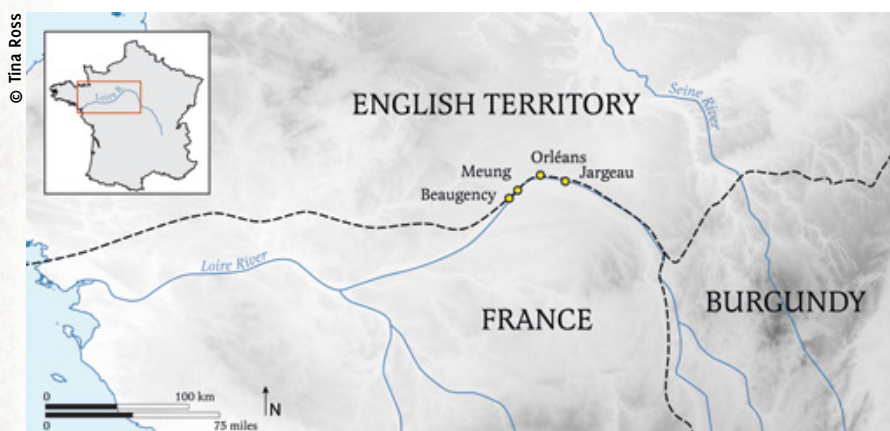 © Tina Ross
Loire R.
ENGLISH TERRITORY
Seine River
Orléans
Meung
Jargeau
Beaugency
Loire River
FRANCE
BURGUNDY
0 100 km
0 75 miles
N